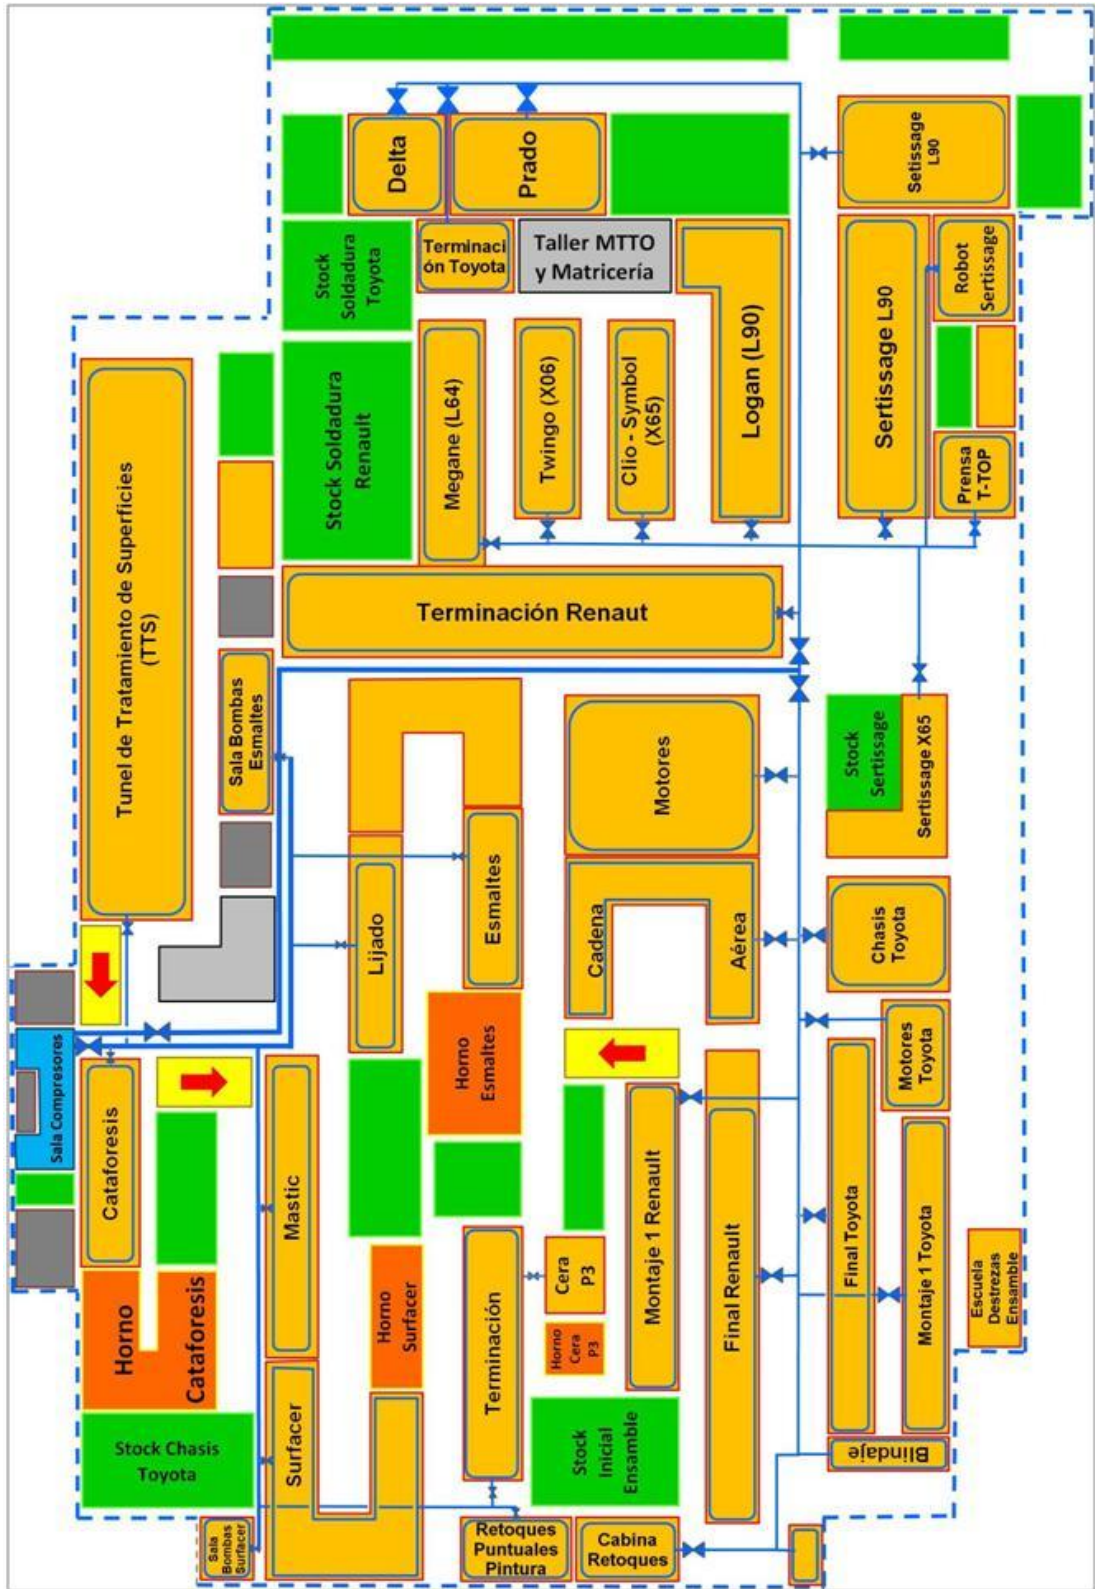 Delta
Prado
Setissage
L90
Stock
Soldadura
Toyota
Terminaci
ón Toyota
Taller MTTO
y Matricería
Logan (L90)
Sertissage L90
Robot
Sertissage
Tunel de Tratamiento de Superficies
(TTS)
Stock Soldadura
Renault
Megane (L64)
Twingo (X06)
Clio - Symbol
(X65)
Prensa
T-TOP
Terminación Renaut
Sala Bombas
Esmaltes
Motores
Stock
Sertissage
Sertissage X65
Lijado
Esmaltes
Cadena
Aérea
Chasis
Toyota
Sala Compresores
Cataforesis
Horno
Esmaltes
Motores
Toyota
Mastic
Montaje 1 Renault
Final Renault
Final Toyota
Montaje 1 Toyota
Escuela
Destrezas
Ensamble
Horno
Cataforesis
Horno
Surfacer
Terminación
Cera
P3
Horno
Cera
P3
Stock Chasis
Toyota
Surfacer
Stock
Inicial
Ensamble
Blindaje
Sala
Bombas
Surfacer
Retoques
Puntuales
Pintura
Cabina
Retoques